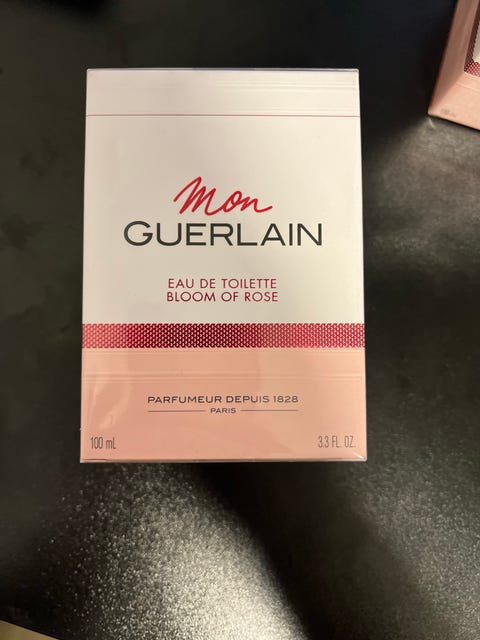 Mon
GUERLAIN
EAU DE TOILETTE
BLOOM OF ROSE
PARFUMEUR DEPUIS 1828
PARIS
100 mL
3.3 FL. OZ.